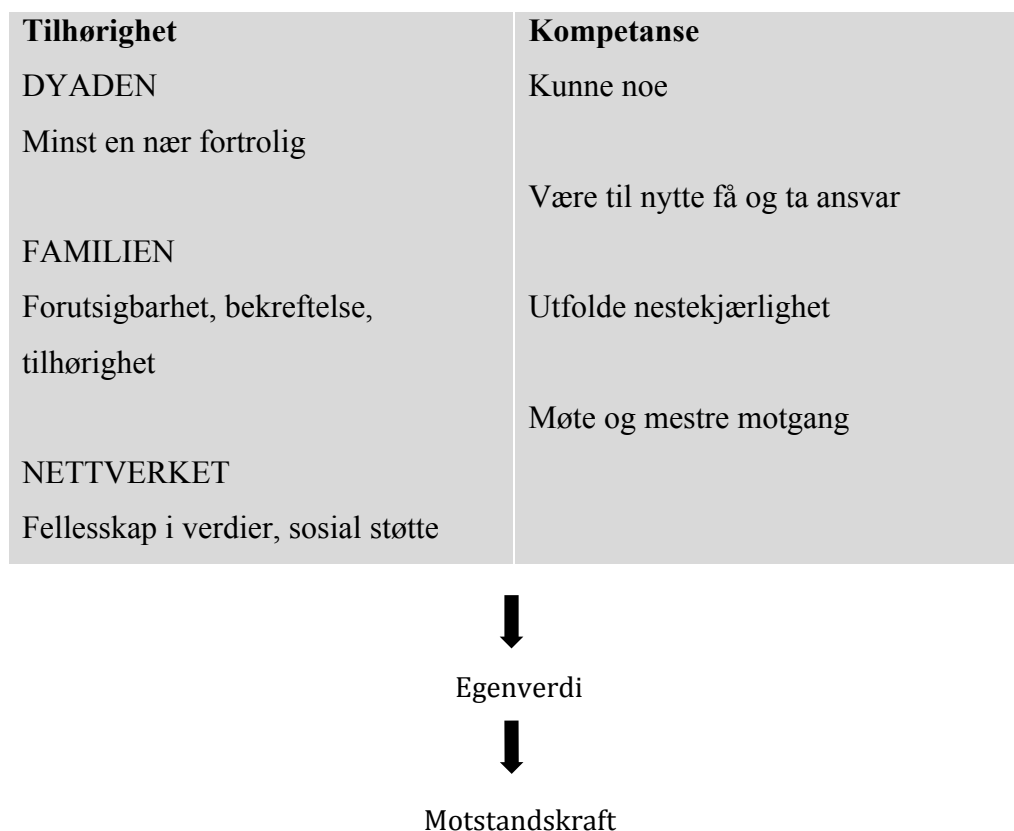 Tilhørighet
DYADEN
Minst en nær fortrolig
FAMILIEN
Forutsigbarhet, bekreftelse,
tilhørighet
NETTVERKET
Fellesskap i verdier, sosial støtte
Kompetanse
Kunne noe
Være til nytte få og ta ansvar
Utfolde nestekjærlighet
Møte og mestre motgang
Egenverdi
Motstandskraft